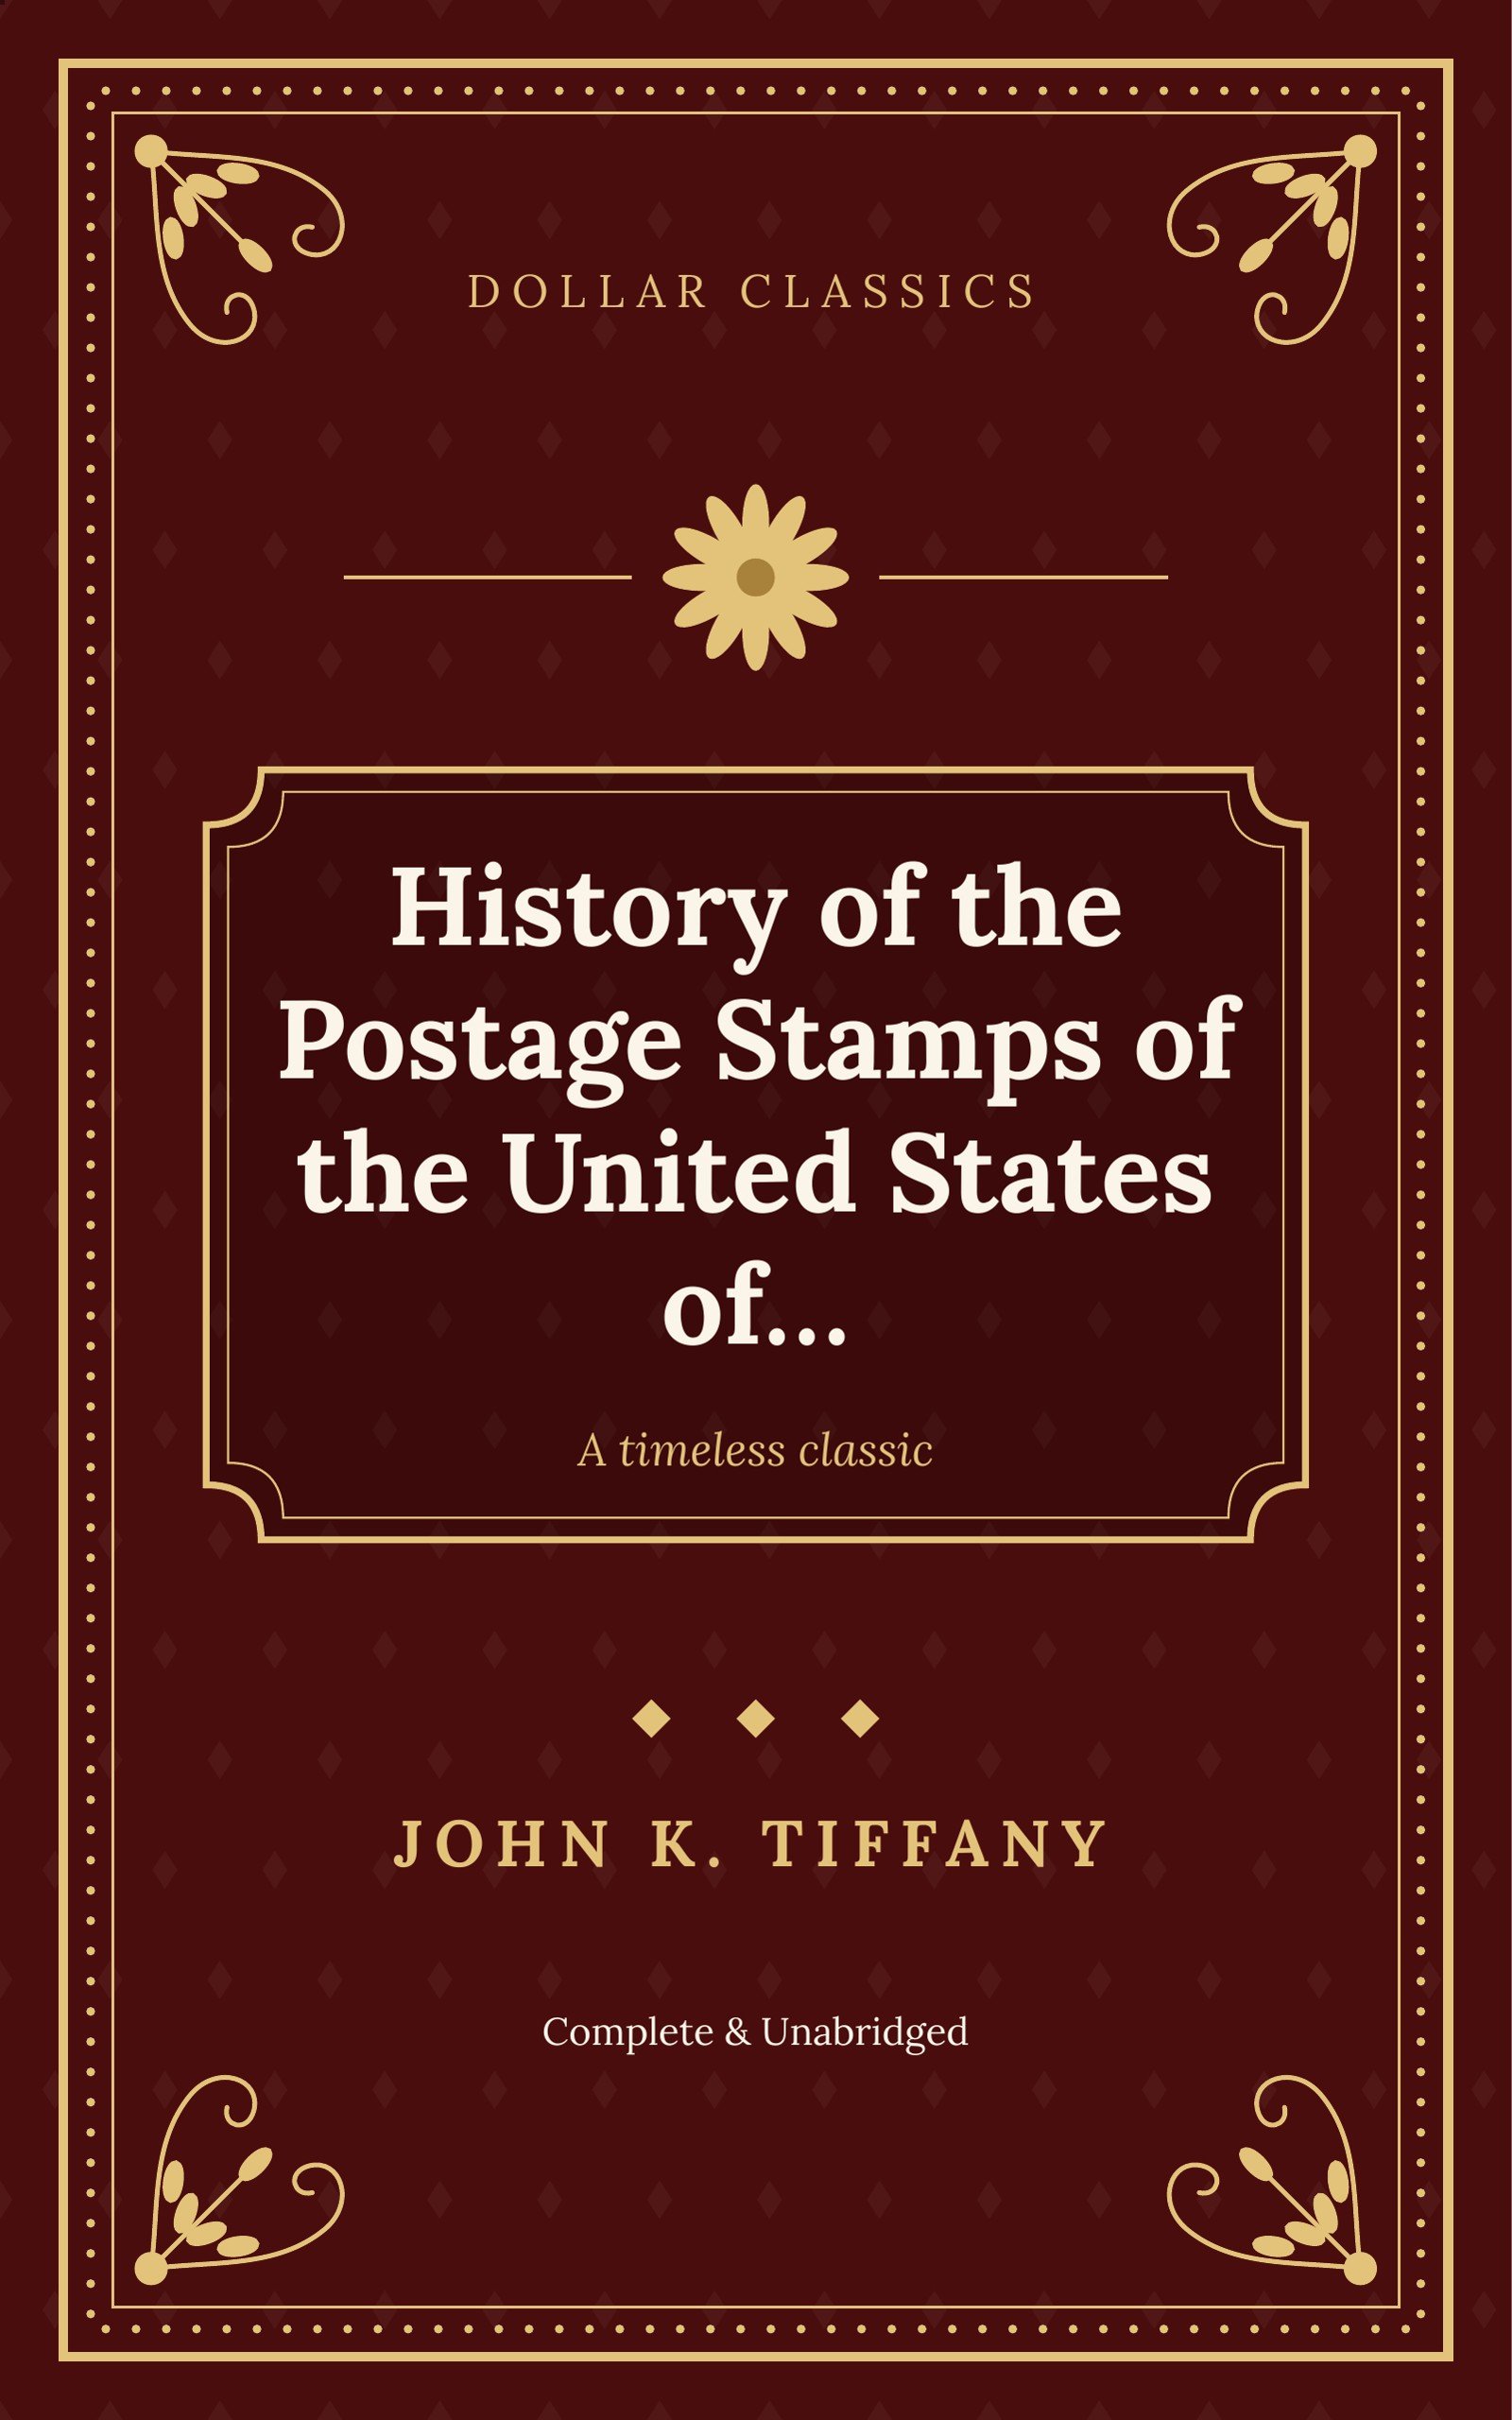 DOLLAR CLASSICS
History of the
Postage Stamps of
the United States
of...
A timeless classic
JOHN K. TIFFANY
Complete & Unabridged